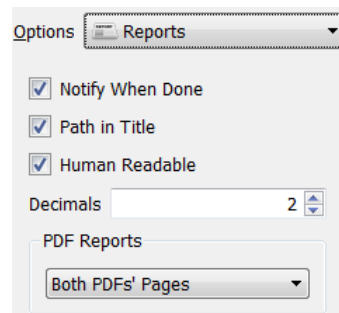 Options Reports
Notify When Done
Path in Title
Human Readable
Decimals 2
PDF Reports
Both PDFs' Pages